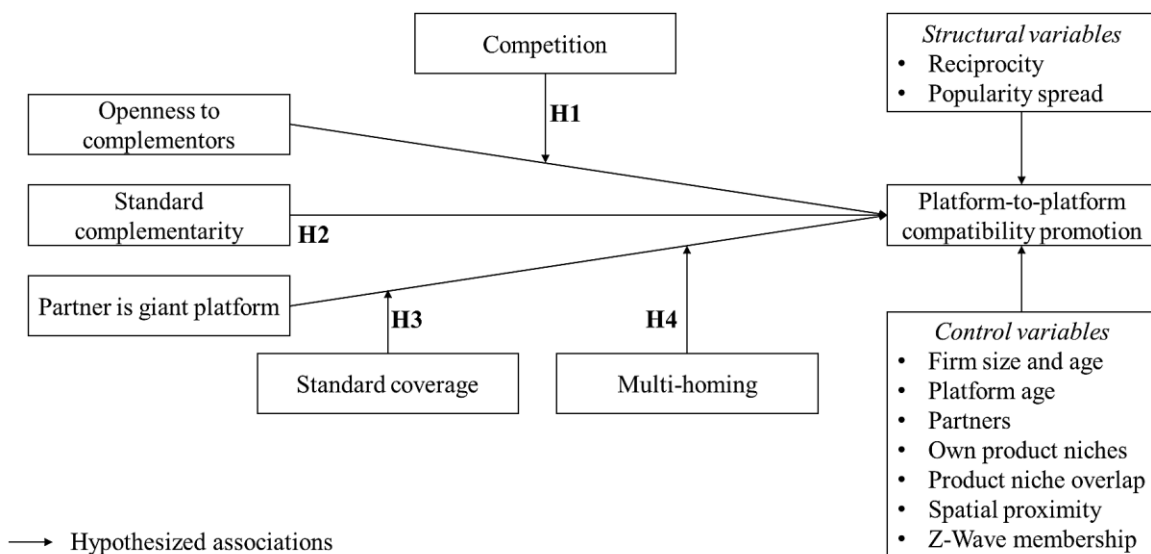 Competition
Structural variables
• Reciprocity
• Popularity spread
Openness to
complementors
H1
Standard
complementarity
H2
Platform-to-platform
compatibility promotion
Partner is giant platform
H3
H4
Standard coverage
Multi-homing
Control variables
• Firm size and age
• Platform age
• Partners
• Own product niches
• Product niche overlap
• Spatial proximity
• Z-Wave membership
Hypothesized associations